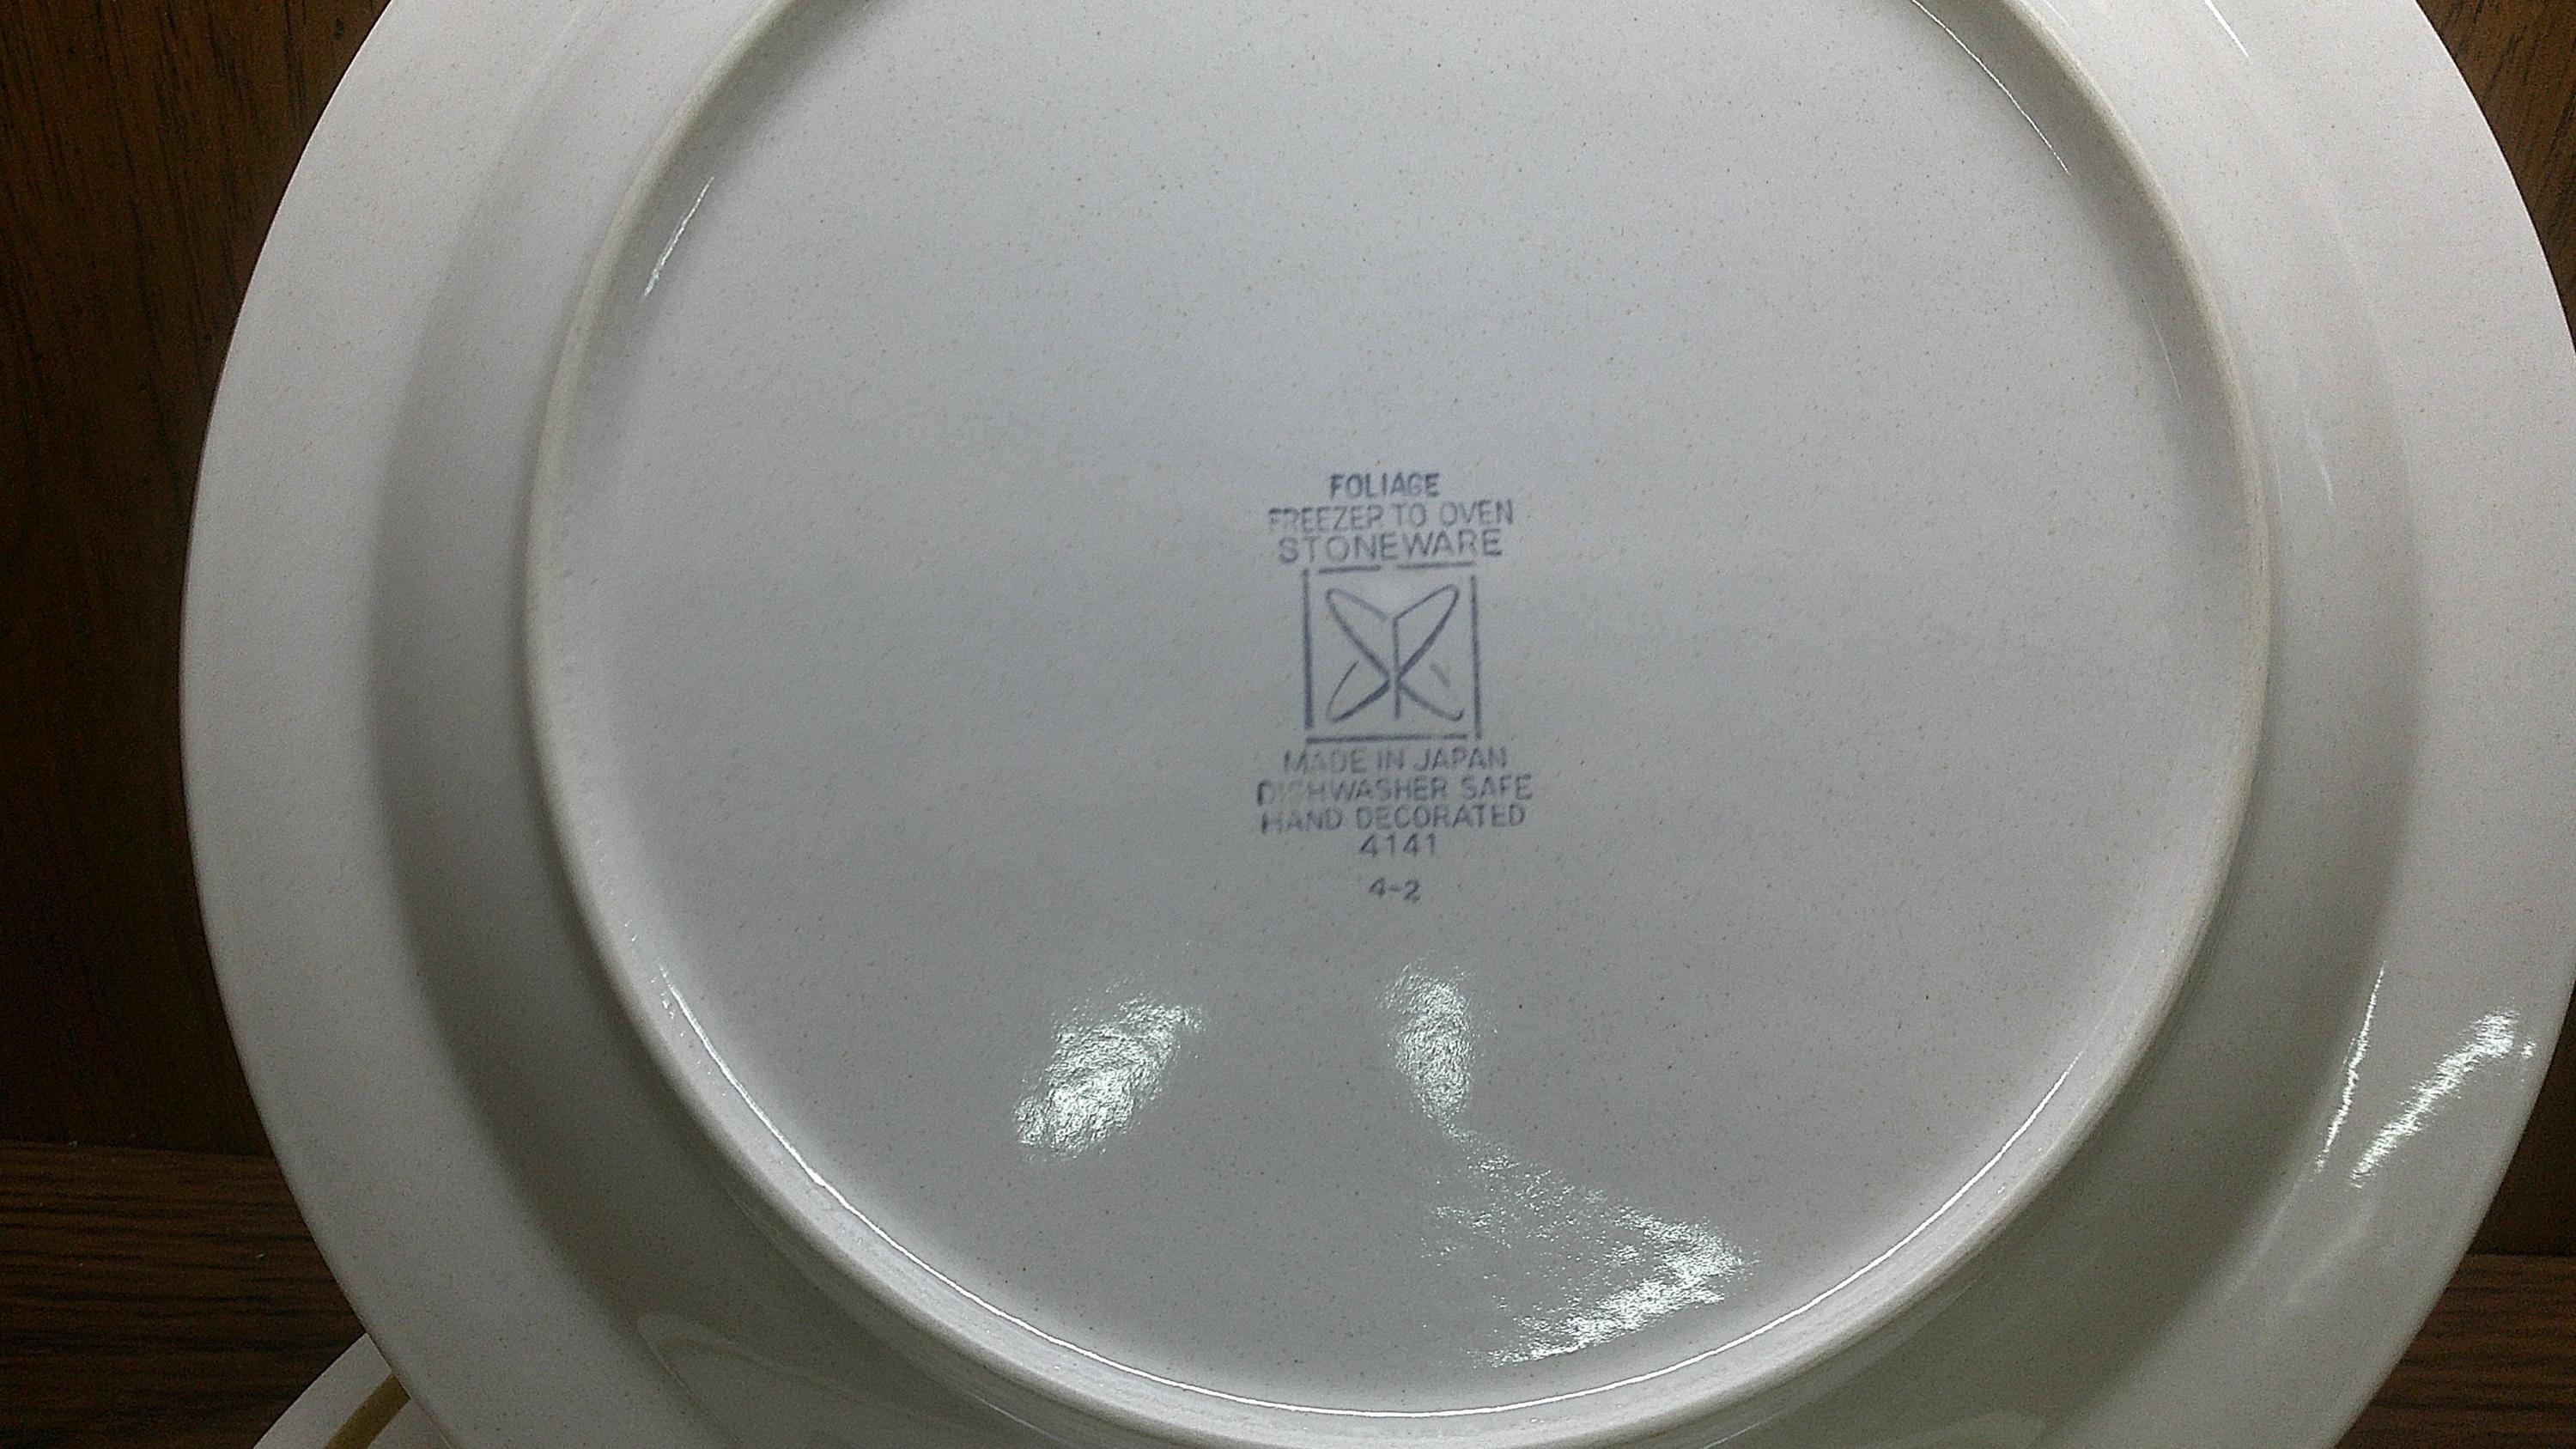 FOLIAGE
FREEZER TO OVEN
STONEWARE
MADE IN JAPAN
DISHWASHER SAFE
HAND DECORATED
4141
4-2